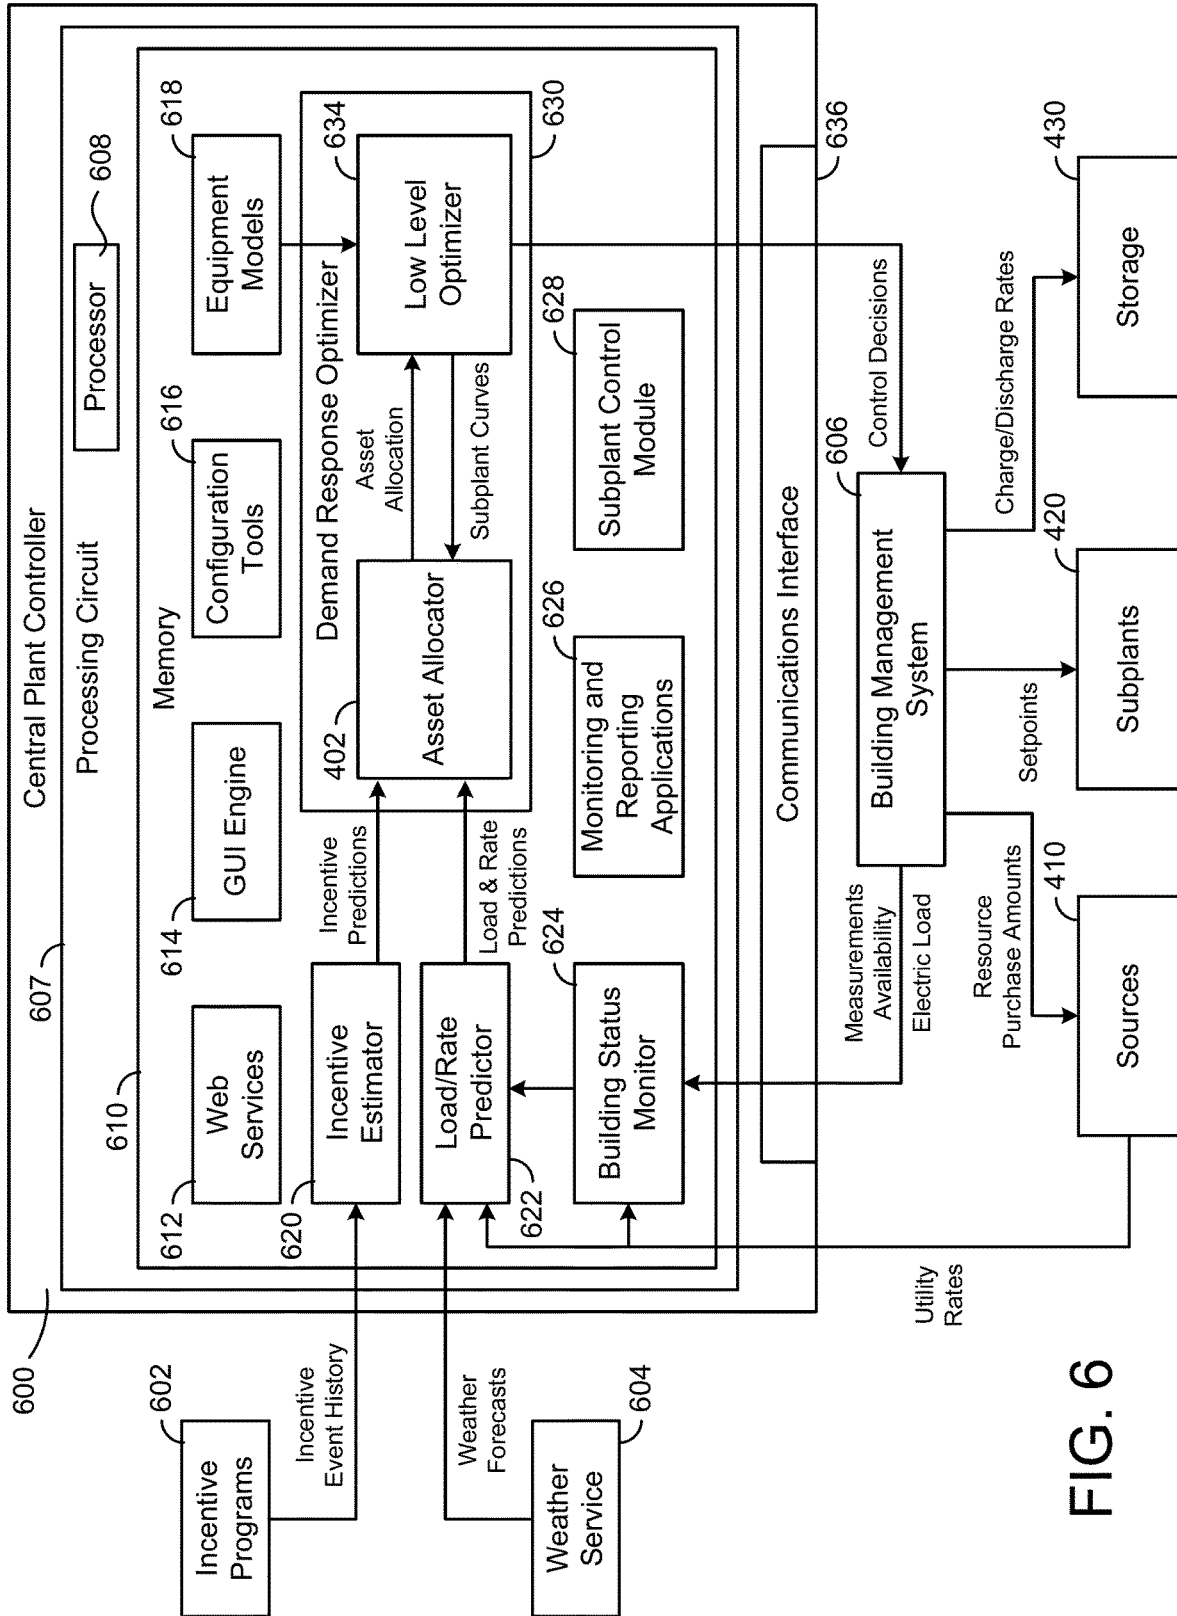 600
607
Central Plant Controller
610
Processing Circuit
Processor
608
Memory
612
Web
Services
614
GUI Engine
616
Configuration
Tools
618
Equipment
Models
602
Incentive
Programs
Incentive
Event History
620
Incentive
Estimator
Incentive
Predictions
402
Demand Response Optimizer
634
Asset Allocator
Asset
Allocation
Subplant Curves
Low Level
Optimizer
630
Weather
Forecasts
Load/Rate
Predictor
622
Load & Rate
Predictions
Weather
Service
604
624
Building Status
Monitor
626
Monitoring and
Reporting
Applications
628
Subplant Control
Module
Communications Interface
636
Measurements
Availability
Electric Load
606
Building Management
System
Control Decisions
Utility
Rates
Resource
Purchase Amounts
Setpoints
Charge/Discharge Rates
410
Sources
420
Subplants
430
Storage
FIG. 6